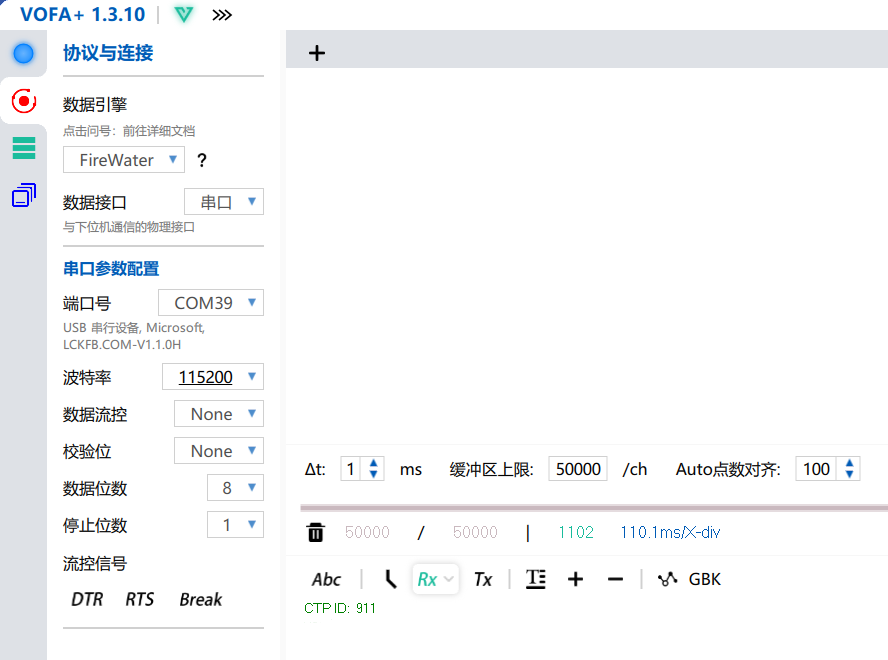 VOFA+ 1.3.10
协议与连接
数据引擎
点击问号：前往详细文档
FireWater ?
数据接口 串口
与下位机通信的物理接口
串口参数配置
端口号 COM39
USB 串行设备, Microsoft,
LCKFB.COM-V1.1.0H
波特率 115200
数据流控 None
校验位 None
数据位数 8
停止位数 1
流控信号
DTR RTS Break
+
Δt: 1 ms 缓冲区上限: 50000 /ch Auto点数对齐: 100
50000 / 50000 | 1102 110.1ms/X-div
Abc Rx Tx GBK
CTP ID: 911